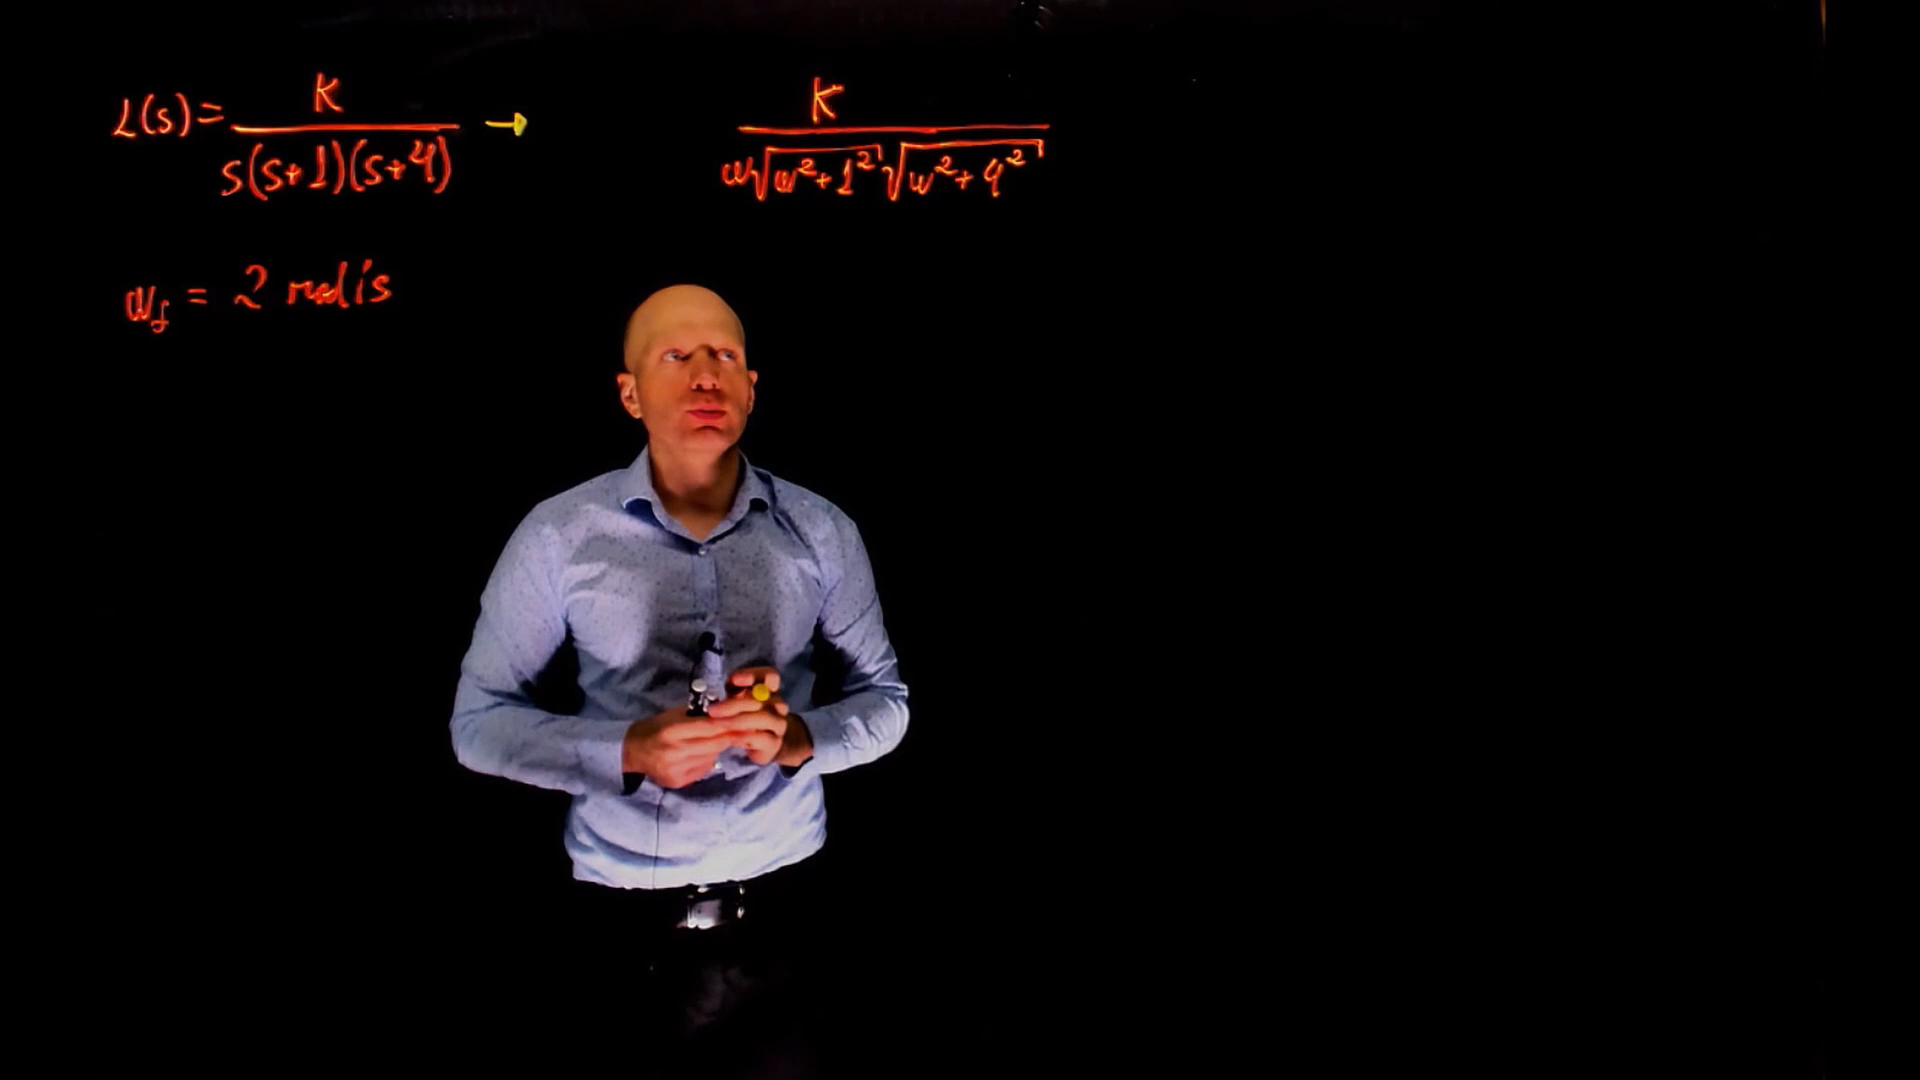 L(s) = K / s(s+1)(s+4) → K / ω√ω²+1² √ω²+4²
ω_f = 2 rad/s